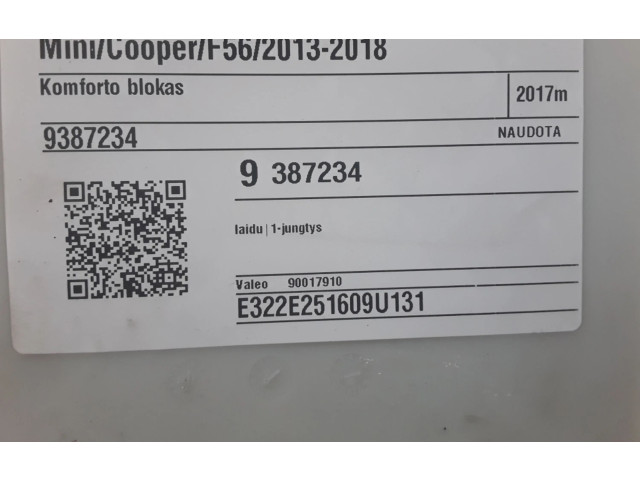 Mini/Cooper/F56/2013-2018
Komforto blokas
2017m
9387234
NAUDOTA
9 387234
laidu | 1-jungtys
Valeo 90017910
E322E251609U131